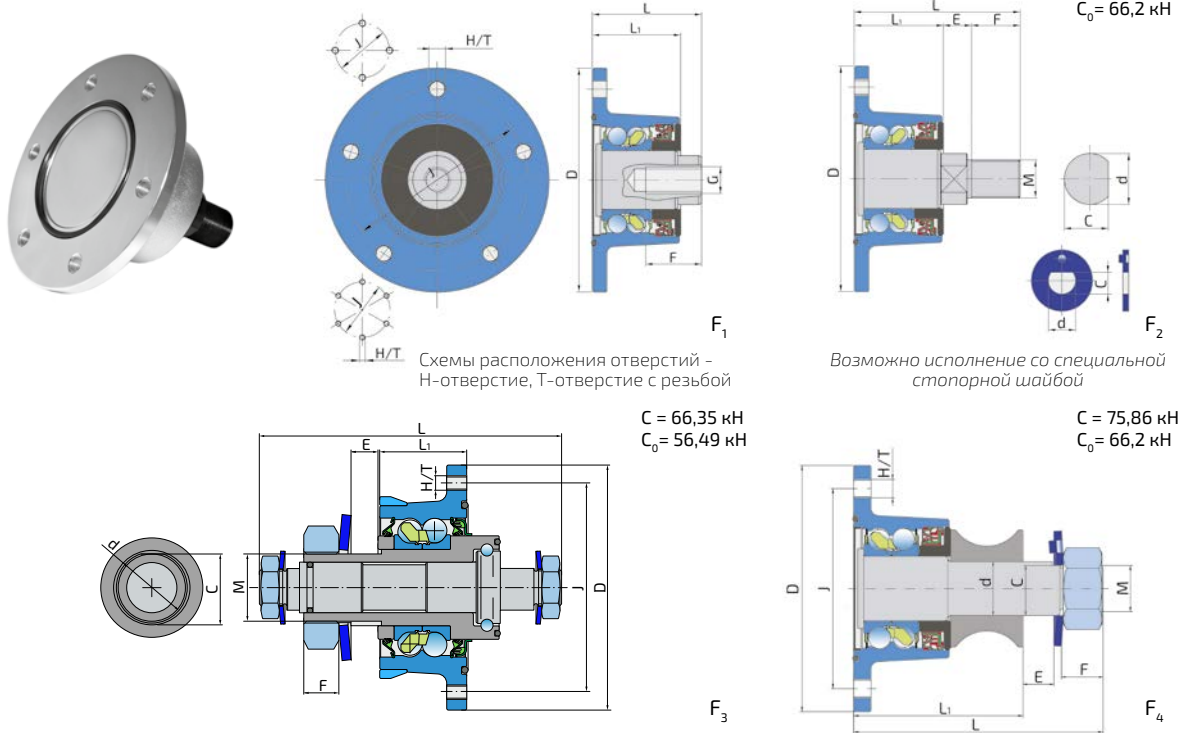 J
H/T
L
L₁
D
G
F
J
J
H/T
F₁
Схемы расположения отверстий -
H-отверстие, T-отверстие с резьбой
C₀= 66,2 кН
L
L₁ E F
D
M
d
C
C
d
F₂
Возможно исполнение со специальной
стопорной шайбой
C = 66,35 кН
C₀= 56,49 кН
L
E L₁
H/T
d
C
M
J
D
F
F₃
C = 75,86 кН
C₀= 66,2 кН
H/T
D
J
d
C
M
E
F
L₁
L
F₄